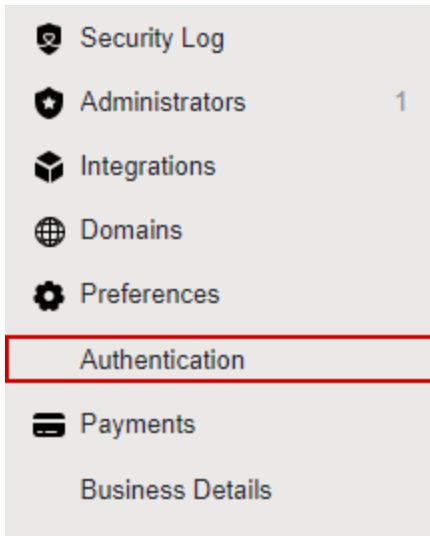 Security Log
Administrators 1
Integrations
Domains
Preferences
Authentication
Payments
Business Details